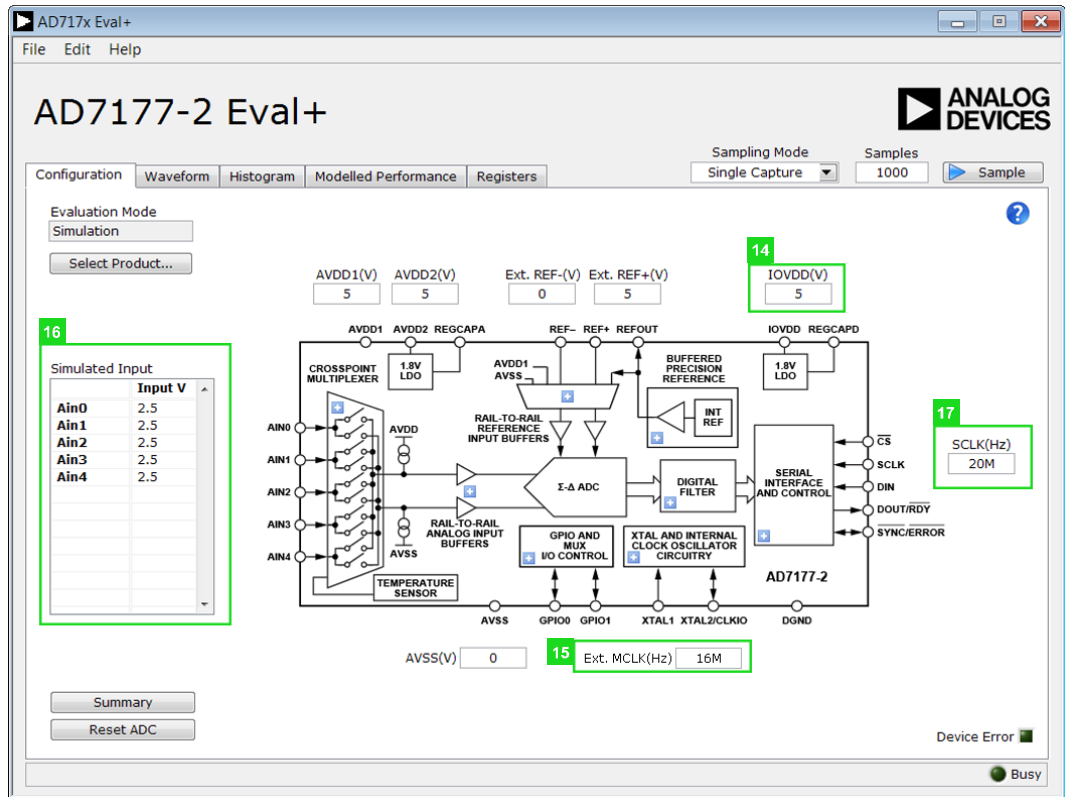 AD717x Eval+
File Edit Help
AD7177-2 Eval+
ANALOG
DEVICES
Sampling Mode Samples
Single Capture 1000 Sample
Configuration Waveform Histogram Modelled Performance Registers
Evaluation Mode
Simulation
?
Select Product...
14
AVDD1(V) AVDD2(V) Ext. REF-(V) Ext. REF+(V) IOVDD(V)
5 5 0 5 5
16
Simulated Input
Input V
Ain0 2.5
Ain1 2.5
Ain2 2.5
Ain3 2.5
Ain4 2.5
AVDD1 AVDD2 REGCAPA REF– REF+ REFOUT IOVDD REGCAPD
CROSSPOINT
MULTIPLEXER
1.8V
LDO
AVDD1
AVSS
BUFFERED
PRECISION
REFERENCE
1.8V
LDO
INT
REF
RAIL-TO-RAIL
REFERENCE
INPUT BUFFERS
AIN0
AIN1
AIN2
AIN3
AIN4
AVDD
AVSS
Σ-Δ ADC
DIGITAL
FILTER
SERIAL
INTERFACE
AND CONTROL
CS
SCLK
DIN
DOUT/RDY
SYNC/ERROR
17
SCLK(Hz)
20M
RAIL-TO-RAIL
ANALOG INPUT
BUFFERS
GPIO AND
MUX
I/O CONTROL
XTAL AND INTERNAL
CLOCK OSCILLATOR
CIRCUITRY
TEMPERATURE
SENSOR
AD7177-2
AVSS GPIO0 GPIO1 XTAL1 XTAL2/CLKIO DGND
AVSS(V) 0
15
Ext. MCLK(Hz) 16M
Summary
Reset ADC
Device Error
Busy